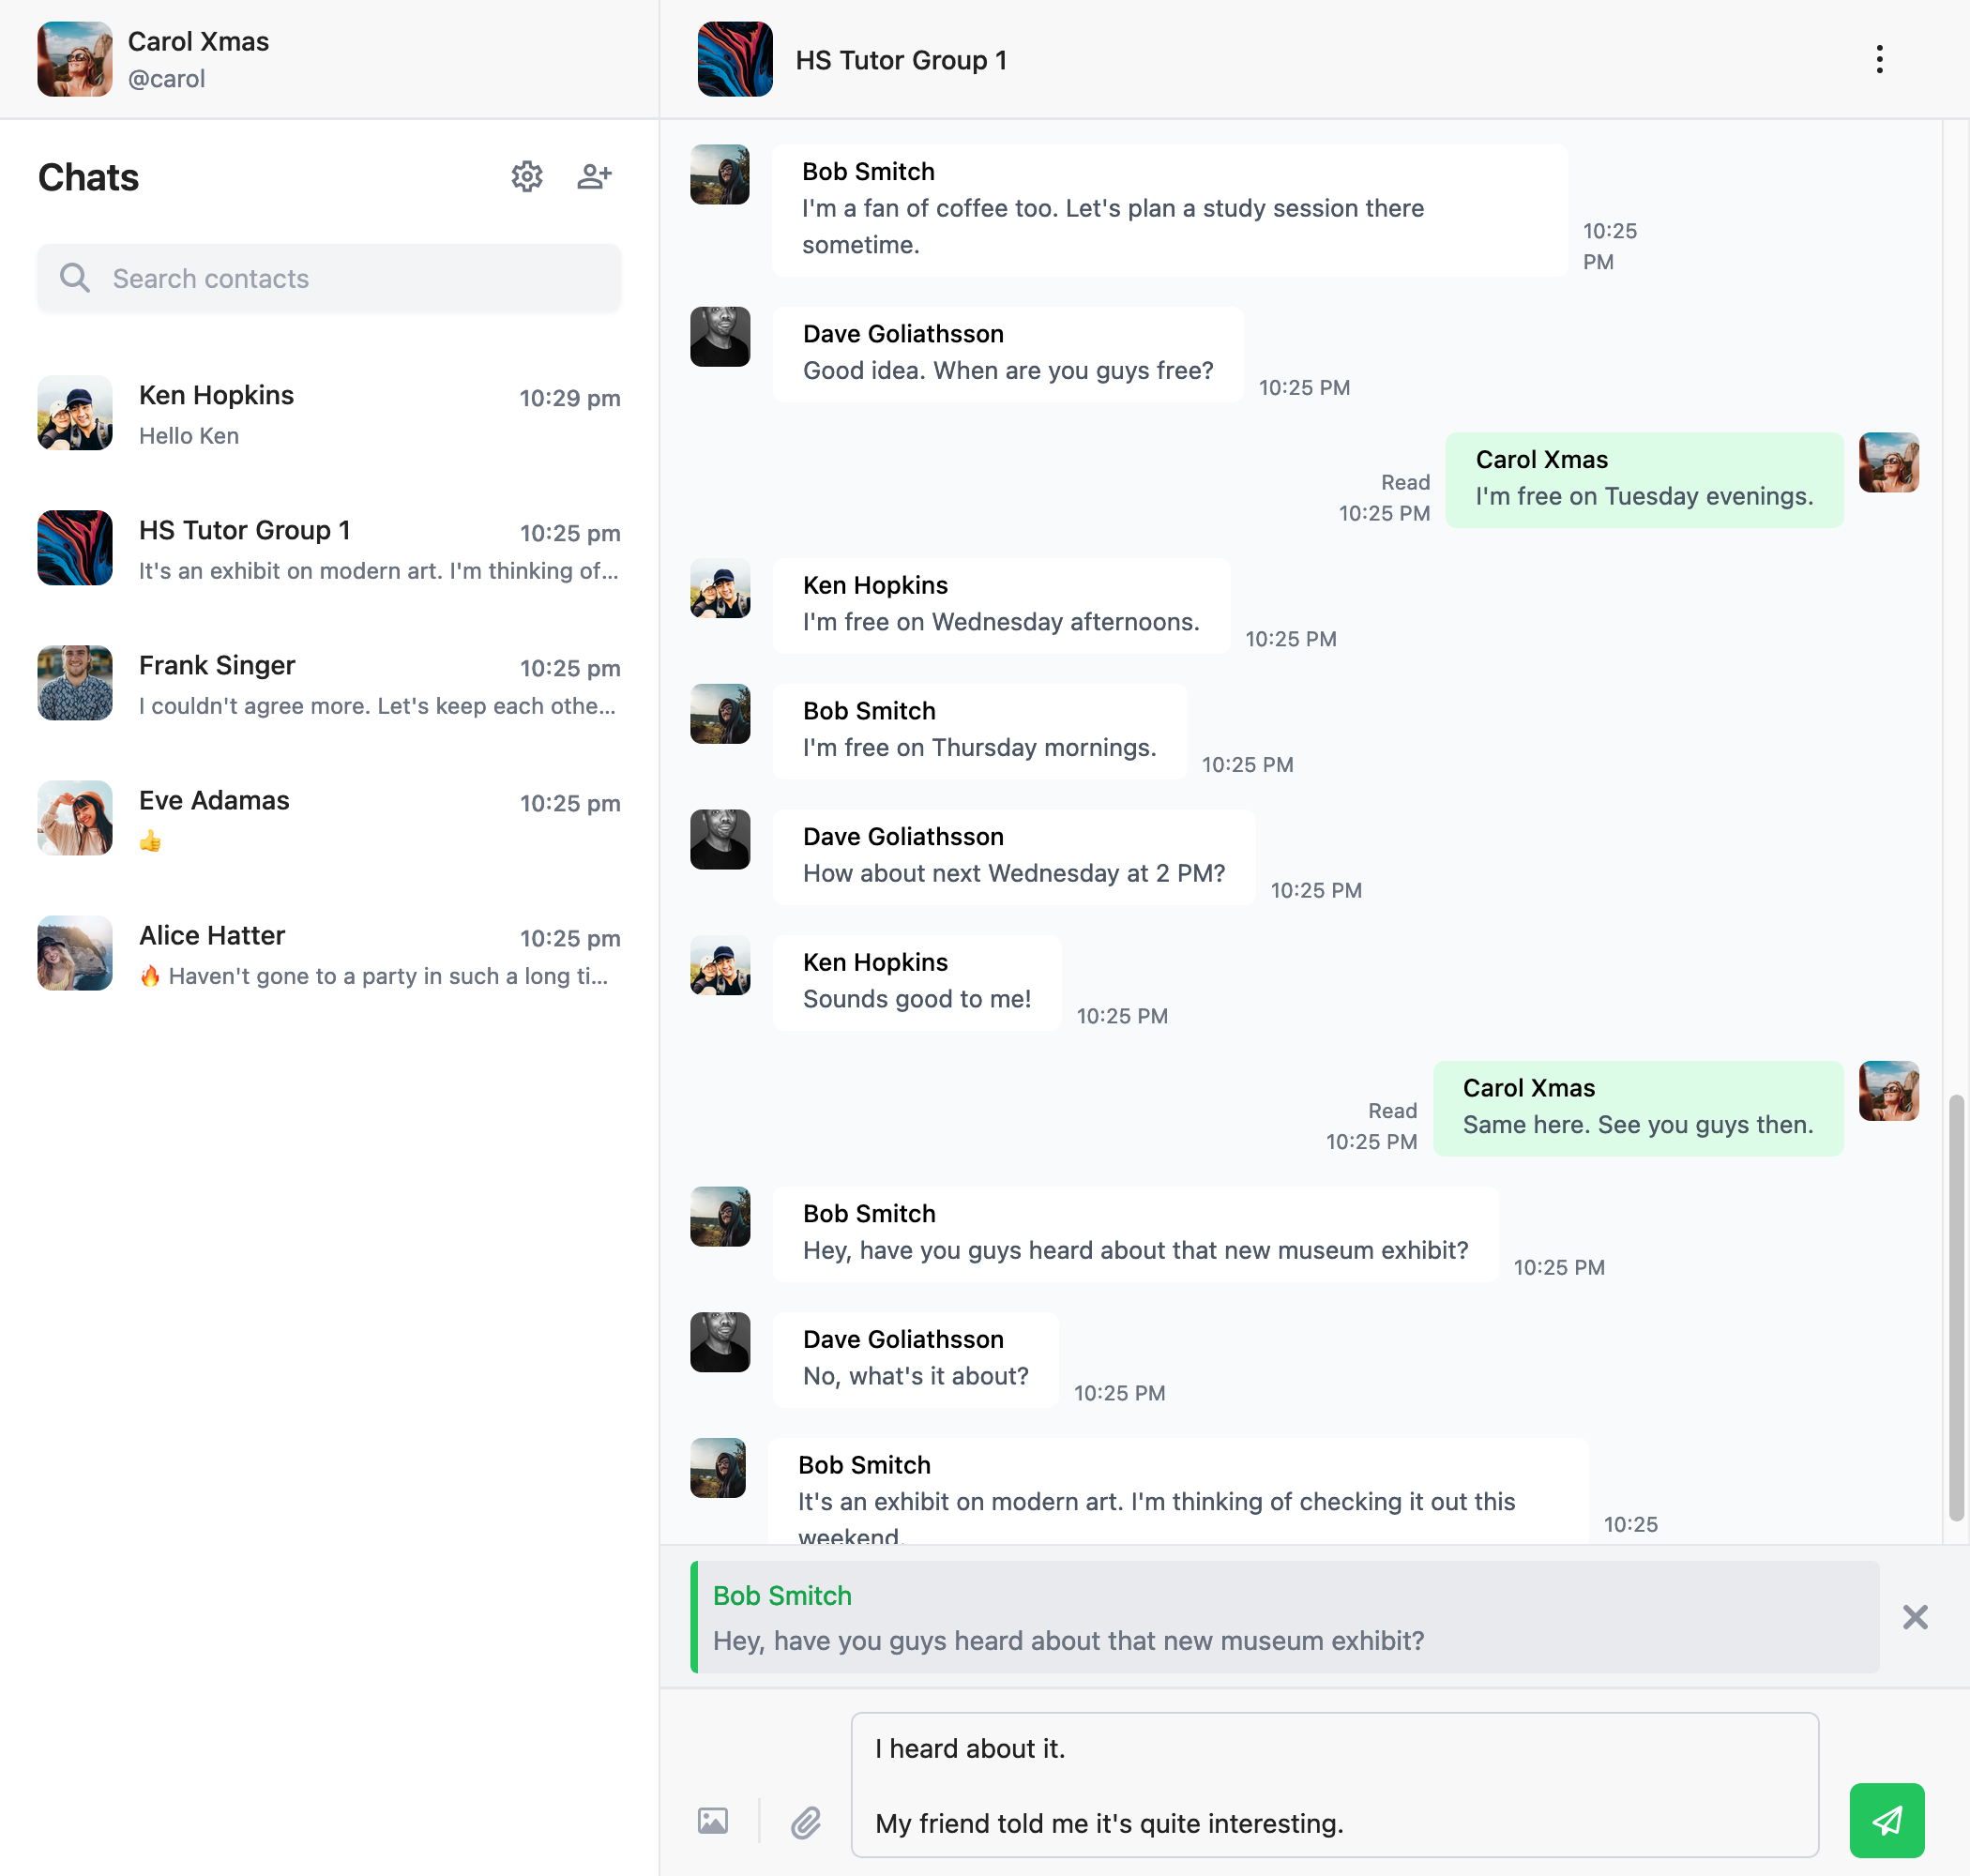 Carol Xmas
@carol
Chats
Search contacts
Ken Hopkins
10:29 pm
Hello Ken
HS Tutor Group 1
10:25 pm
It's an exhibit on modern art. I'm thinking of...
Frank Singer
10:25 pm
I couldn't agree more. Let's keep each othe...
Eve Adamas
10:25 pm
👍
Alice Hatter
10:25 pm
🔥 Haven't gone to a party in such a long ti...
HS Tutor Group 1
Bob Smitch
I'm a fan of coffee too. Let's plan a study session there
sometime.
10:25
PM
Dave Goliathsson
Good idea. When are you guys free?
10:25 PM
Carol Xmas
I'm free on Tuesday evenings.
Read
10:25 PM
Ken Hopkins
I'm free on Wednesday afternoons.
10:25 PM
Bob Smitch
I'm free on Thursday mornings.
10:25 PM
Dave Goliathsson
How about next Wednesday at 2 PM?
10:25 PM
Ken Hopkins
Sounds good to me!
10:25 PM
Carol Xmas
Same here. See you guys then.
Read
10:25 PM
Bob Smitch
Hey, have you guys heard about that new museum exhibit?
10:25 PM
Dave Goliathsson
No, what's it about?
10:25 PM
Bob Smitch
It's an exhibit on modern art. I'm thinking of checking it out this
weekend.
10:25
Bob Smitch
Hey, have you guys heard about that new museum exhibit?
I heard about it.
My friend told me it's quite interesting.